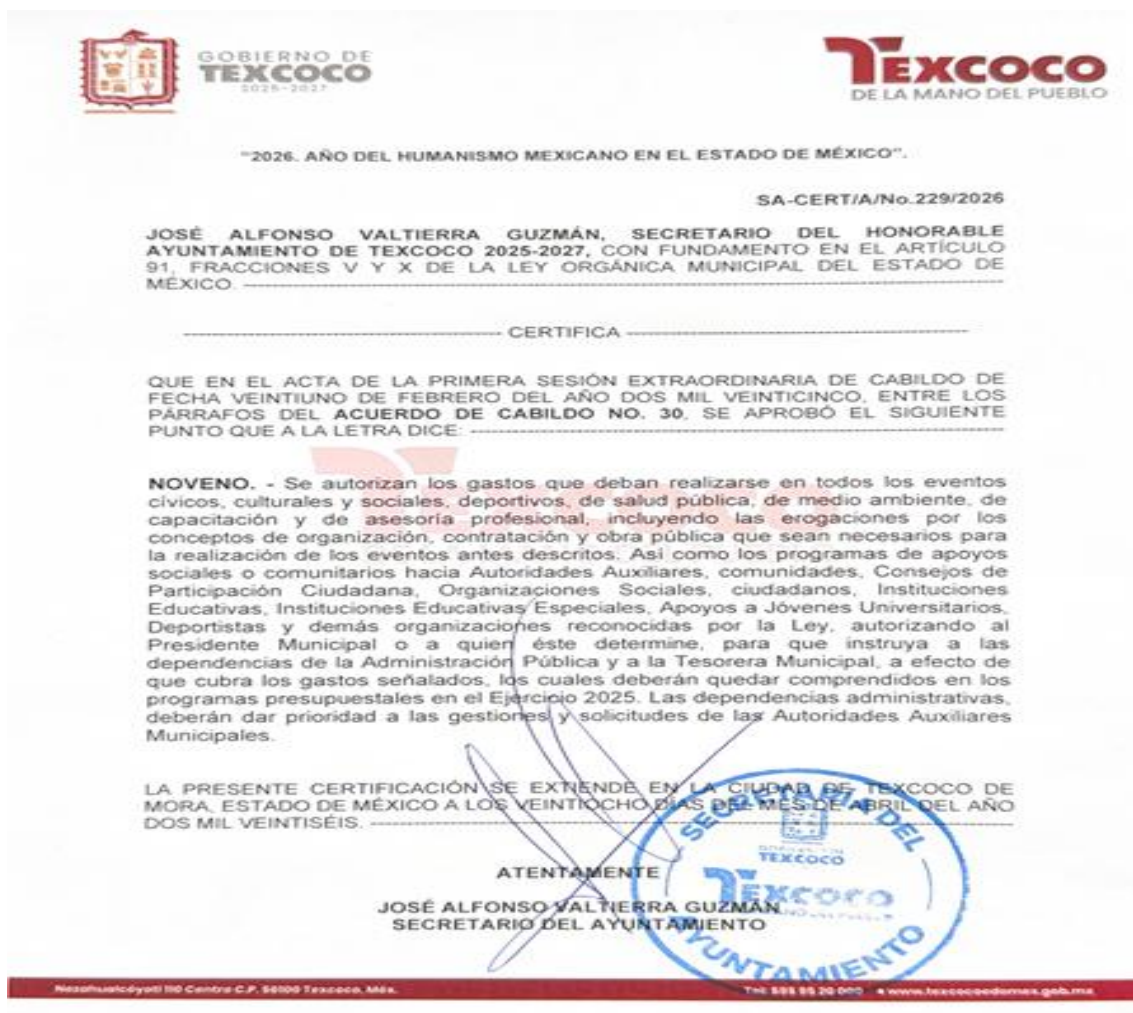 GOBIERNO DE
TEXCOCO
2025-2027
TEXCOCO
DE LA MANO DEL PUEBLO
"2026. AÑO DEL HUMANISMO MEXICANO EN EL ESTADO DE MÉXICO".
SA-CERT/A/No.229/2026
JOSÉ ALFONSO VALTIERRA GUZMÁN, SECRETARIO DEL HONORABLE
AYUNTAMIENTO DE TEXCOCO 2025-2027, CON FUNDAMENTO EN EL ARTÍCULO
91, FRACCIONES V Y X DE LA LEY ORGÁNICA MUNICIPAL DEL ESTADO DE
MÉXICO. ---
--- CERTIFICA ---
QUE EN EL ACTA DE LA PRIMERA SESIÓN EXTRAORDINARIA DE CABILDO DE
FECHA VEINTIUNO DE FEBRERO DEL AÑO DOS MIL VEINTICINCO, ENTRE LOS
PÁRRAFOS DEL ACUERDO DE CABILDO NO. 30, SE APROBÓ EL SIGUIENTE
PUNTO QUE A LA LETRA DICE: ---
NOVENO. - Se autorizan los gastos que deban realizarse en todos los eventos
cívicos, culturales y sociales, deportivos, de salud pública, de medio ambiente, de
capacitación y de asesoría profesional, incluyendo las erogaciones por los
conceptos de organización, contratación y obra pública que sean necesarios para
la realización de los eventos antes descritos. Así como los programas de apoyos
sociales o comunitarios hacia Autoridades Auxiliares, comunidades, Consejos de
Participación Ciudadana, Organizaciones Sociales, ciudadanos, Instituciones
Educativas, Instituciones Educativas Especiales, Apoyos a Jóvenes Universitarios,
Deportistas y demás organizaciones reconocidas por la Ley, autorizando al
Presidente Municipal o a quien éste determine, para que instruya a las
dependencias de la Administración Pública y a la Tesorera Municipal, a efecto de
que cubra los gastos señalados, los cuales deberán quedar comprendidos en los
programas presupuestales en el Ejercicio 2025. Las dependencias administrativas,
deberán dar prioridad a las gestiones y solicitudes de las Autoridades Auxiliares
Municipales.
LA PRESENTE CERTIFICACIÓN SE EXTIENDE EN LA CIUDAD DE TEXCOCO DE
MORA, ESTADO DE MÉXICO A LOS VEINTIOCHO DÍAS DEL MES DE ABRIL DEL AÑO
DOS MIL VEINTISÉIS. ---
ATENTAMENTE
JOSÉ ALFONSO VALTIERRA GUZMÁN
SECRETARIO DEL AYUNTAMIENTO
SECRETARÍA DEL
TEXCOCO
TEXCOCO
AYUNTAMIENTO
Nezahualcóyotl 110 Centro C.P. 56100 Texcoco, Méx.
Tel: 595 95 20 000 www.texcocoedomex.gob.mx